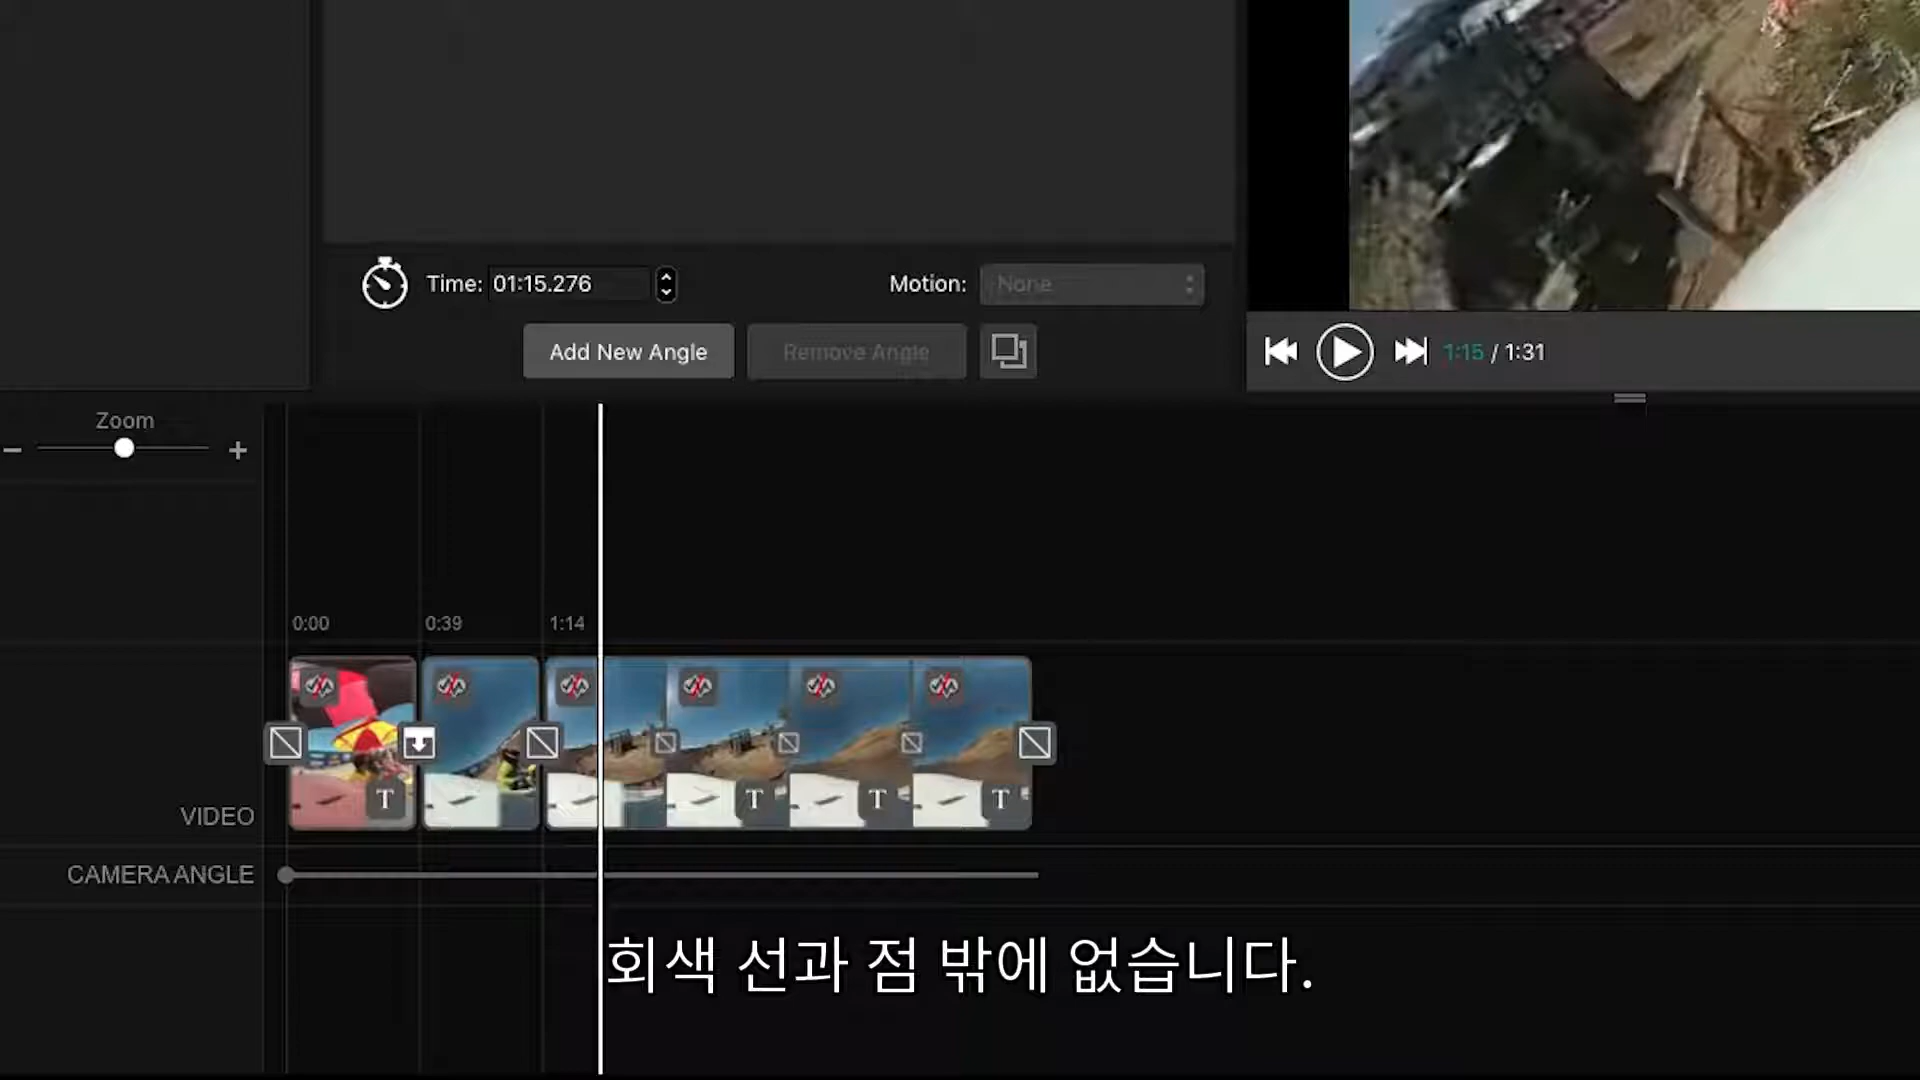 Time: 01:15.276
Motion: None
Add New Angle
Remove Angle
1:15 / 1:31
Zoom
0:00
0:39
1:14
T
T
T
T
VIDEO
CAMERA ANGLE
회색 선과 점 밖에 없습니다.